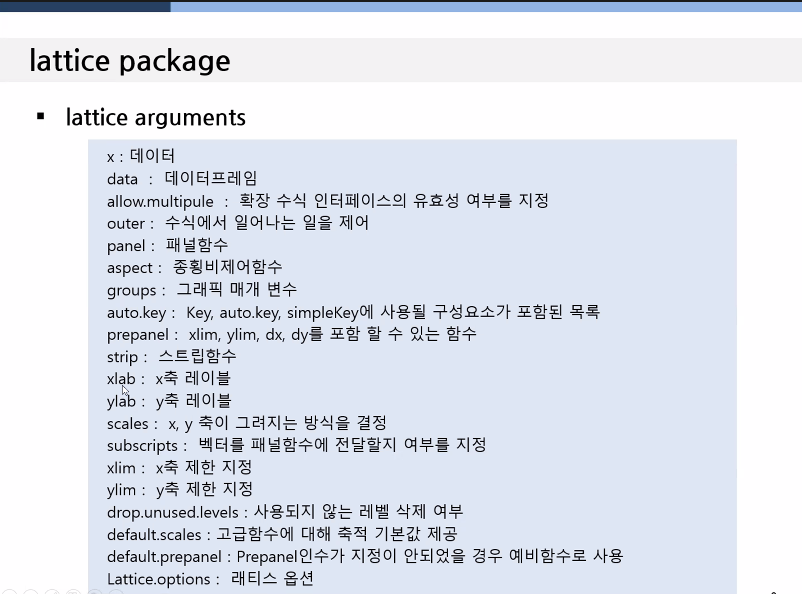 lattice package
▪ lattice arguments
x : 데이터
data : 데이터프레임
allow.multipule : 확장 수식 인터페이스의 유효성 여부를 지정
outer : 수식에서 일어나는 일을 제어
panel : 패널함수
aspect : 종횡비제어함수
groups : 그래픽 매개 변수
auto.key : Key, auto.key, simpleKey에 사용될 구성요소가 포함된 목록
prepanel : xlim, ylim, dx, dy를 포함 할 수 있는 함수
strip : 스트립함수
xlab : x축 레이블
ylab : y축 레이블
scales : x, y 축이 그려지는 방식을 결정
subscripts : 벡터를 패널함수에 전달할지 여부를 지정
xlim : x축 제한 지정
ylim : y축 제한 지정
drop.unused.levels : 사용되지 않는 레벨 삭제 여부
default.scales : 고급함수에 대해 축적 기본값 제공
default.prepanel : Prepanel인수가 지정이 안되었을 경우 예비함수로 사용
Lattice.options : 래티스 옵션